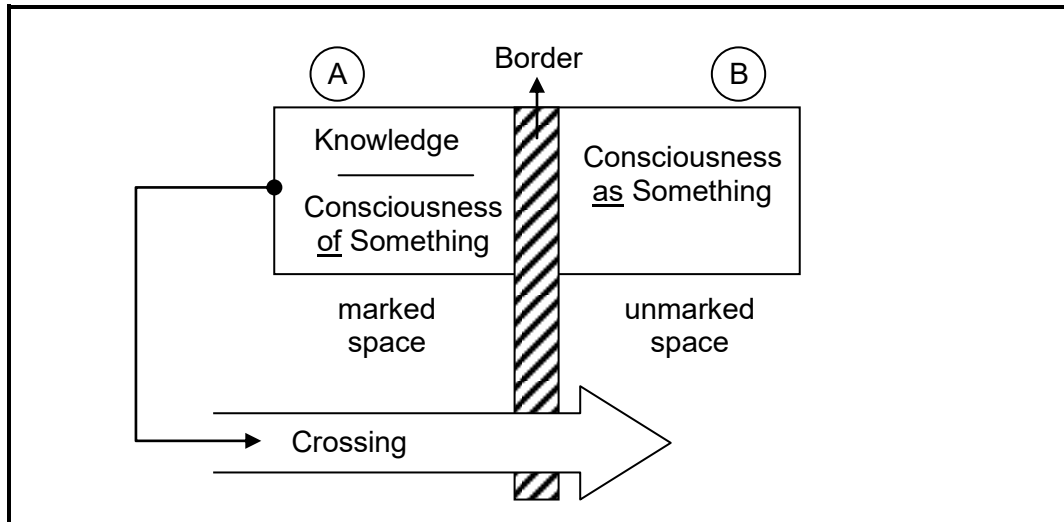 A
Border
B
Knowledge
Consciousness
of Something
Consciousness
as Something
marked
space
unmarked
space
Crossing